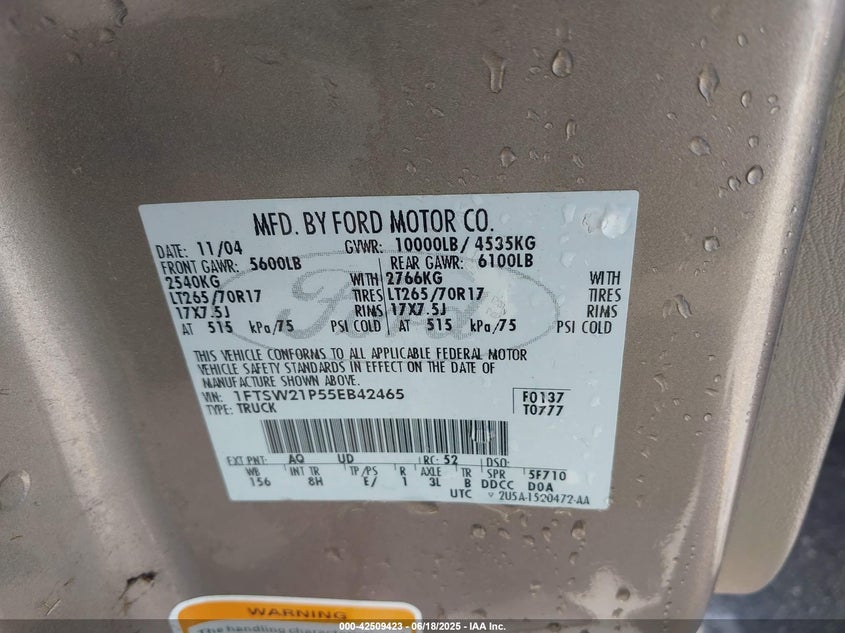 MFD. BY FORD MOTOR CO.
DATE: 11/04 GVWR: 10000LB/ 4535KG
FRONT GAWR: 5600LB REAR GAWR: 6100LB
2540KG WITH 2766KG WITH
LT265/70R17 TIRES LT265/70R17 TIRES
17X7.5J RIMS 17X7.5J RIMS
AT 515 kPa/75 PSI COLD AT 515 kPa/75 PSI COLD
Ford
THIS VEHICLE CONFORMS TO ALL APPLICABLE FEDERAL MOTOR
VEHICLE SAFETY STANDARDS IN EFFECT ON THE DATE OF
MANUFACTURE SHOWN ABOVE.
VIN: 1FTSW21P55EB42465 F0137
TYPE: TRUCK T0777
EXT PNT: AQ UD RC: 52 DSO:
WB INT TR TP/PS R AXLE TR SPR 5F710
156 8H E/ 1 3L B DDCC D0A
UTC 2U5A-1520472-AA
WARNING
The handling
000-42509423 - 06/18/2025 - IAA Inc.